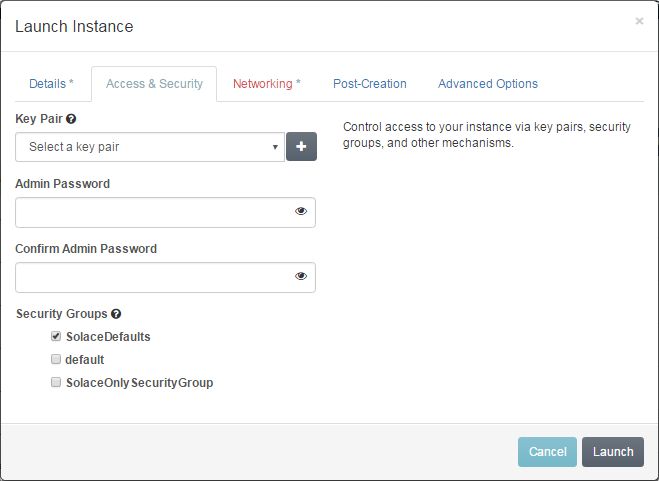 Launch Instance
×
Details * Access & Security Networking * Post-Creation Advanced Options
Key Pair ?
Control access to your instance via key pairs, security
groups, and other mechanisms.
Select a key pair
Admin Password
Confirm Admin Password
Security Groups ?
SolaceDefaults
default
SolaceOnlySecurityGroup
Cancel Launch